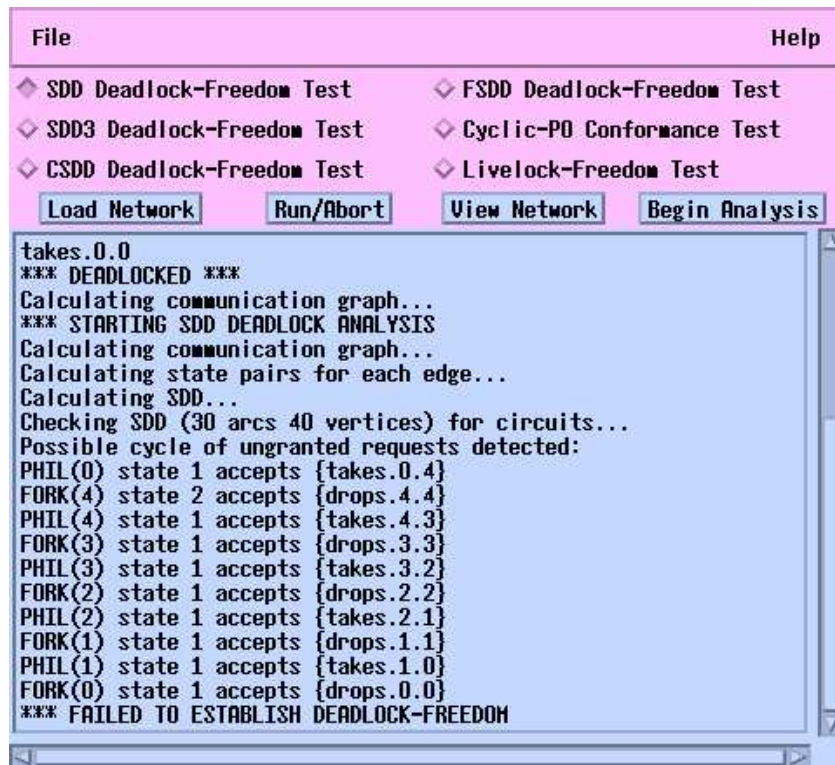 File Help
SDD Deadlock-Freedom Test FSDD Deadlock-Freedom Test
SDD3 Deadlock-Freedom Test Cyclic-PO Conformance Test
CSDD Deadlock-Freedom Test Livelock-Freedom Test
Load Network Run/Abort View Network Begin Analysis
takes.0.0
*** DEADLOCKED ***
Calculating communication graph...
*** STARTING SDD DEADLOCK ANALYSIS
Calculating communication graph...
Calculating state pairs for each edge...
Calculating SDD...
Checking SDD (30 arcs 40 vertices) for circuits...
Possible cycle of ungranted requests detected:
PHIL(0) state 1 accepts {takes.0.4}
FORK(4) state 2 accepts {drops.4.4}
PHIL(4) state 1 accepts {takes.4.3}
FORK(3) state 1 accepts {drops.3.3}
PHIL(3) state 1 accepts {takes.3.2}
FORK(2) state 1 accepts {drops.2.2}
PHIL(2) state 1 accepts {takes.2.1}
FORK(1) state 1 accepts {drops.1.1}
PHIL(1) state 1 accepts {takes.1.0}
FORK(0) state 1 accepts {drops.0.0}
*** FAILED TO ESTABLISH DEADLOCK-FREEDOM